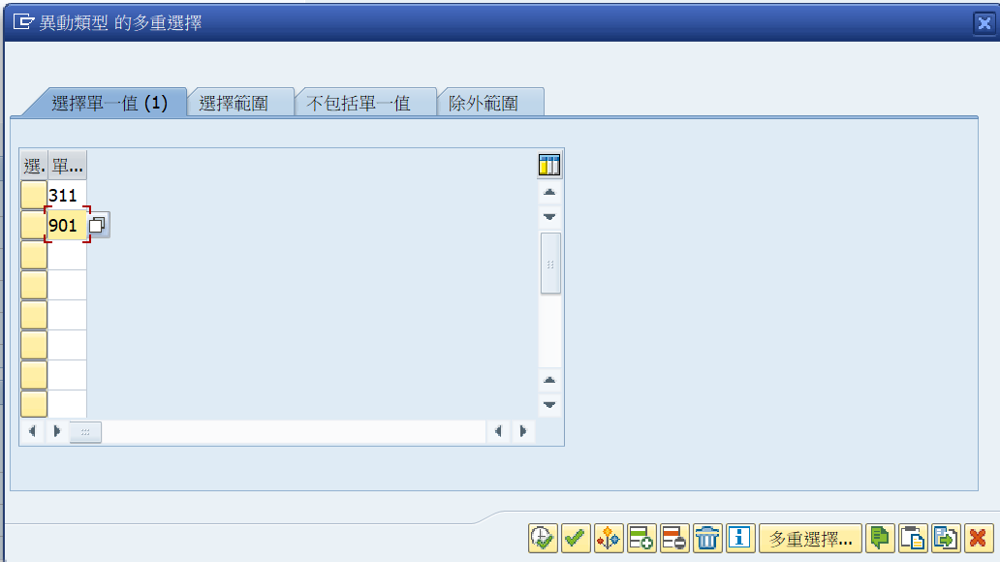 異動類型 的多重選擇
選擇單一值 (1) 選擇範圍 不包括單一值 除外範圍
選. 單...
311
901
多重選擇...